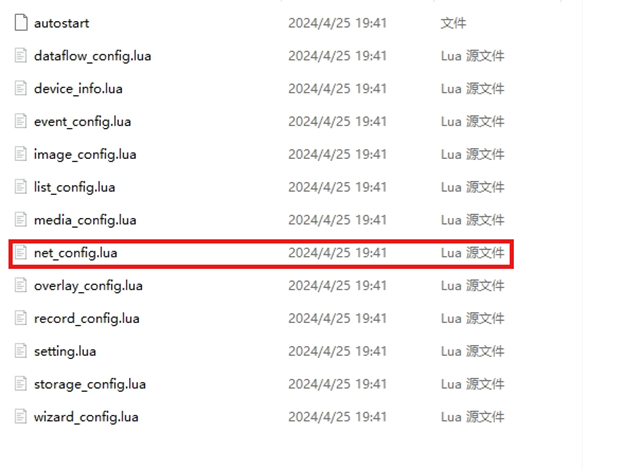 autostart 2024/4/25 19:41 文件
dataflow_config.lua 2024/4/25 19:41 Lua 源文件
device_info.lua 2024/4/25 19:41 Lua 源文件
event_config.lua 2024/4/25 19:41 Lua 源文件
image_config.lua 2024/4/25 19:41 Lua 源文件
list_config.lua 2024/4/25 19:41 Lua 源文件
media_config.lua 2024/4/25 19:41 Lua 源文件
net_config.lua 2024/4/25 19:41 Lua 源文件
overlay_config.lua 2024/4/25 19:41 Lua 源文件
record_config.lua 2024/4/25 19:41 Lua 源文件
setting.lua 2024/4/25 19:41 Lua 源文件
storage_config.lua 2024/4/25 19:41 Lua 源文件
wizard_config.lua 2024/4/25 19:41 Lua 源文件